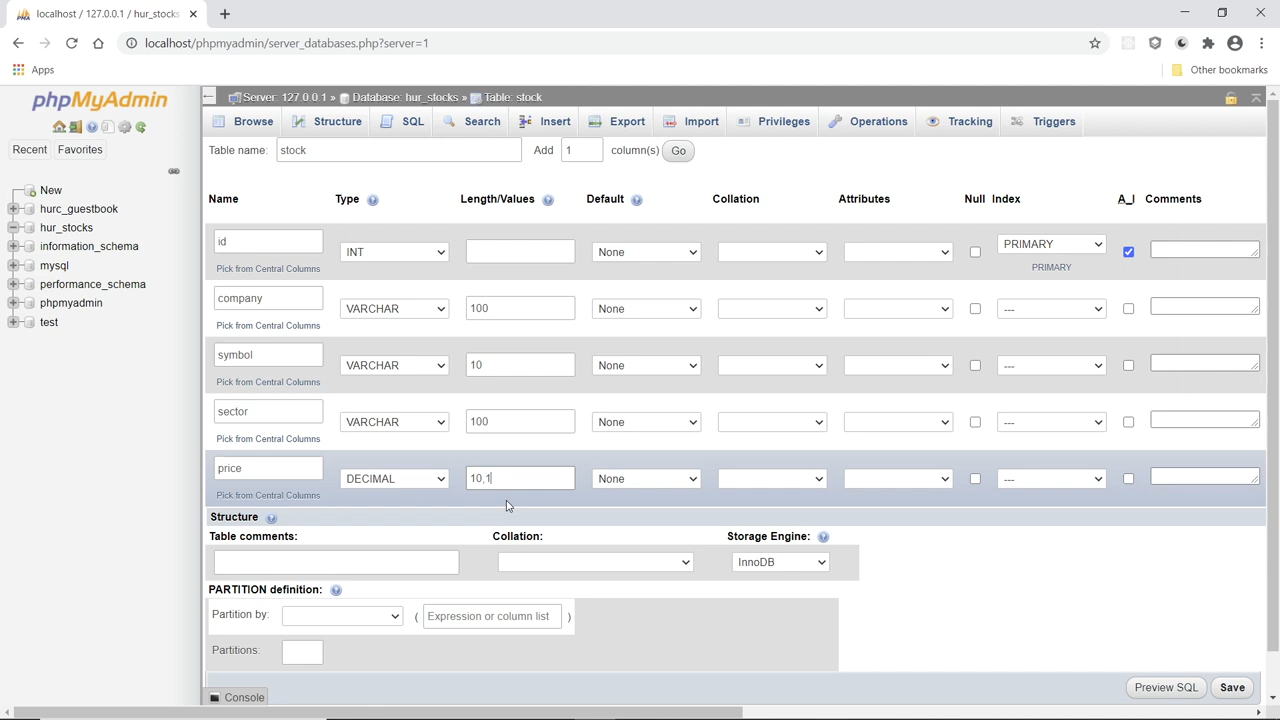 localhost / 127.0.0.1 / hur_stocks
localhost/phpmyadmin/server_databases.php?server=1
Apps
Other bookmarks
phpMyAdmin
Recent Favorites
New
hurc_guestbook
hur_stocks
information_schema
mysql
performance_schema
phpmyadmin
test
Server: 127.0.0.1 » Database: hur_stocks » Table: stock
Browse Structure SQL Search Insert Export Import Privileges Operations Tracking Triggers
Table name: stock Add 1 column(s) Go
Name Type Length/Values Default Collation Attributes Null Index A_I Comments
id INT None PRIMARY
Pick from Central Columns PRIMARY
company VARCHAR 100 None ---
Pick from Central Columns
symbol VARCHAR 10 None ---
Pick from Central Columns
sector VARCHAR 100 None ---
Pick from Central Columns
price DECIMAL 10,1 None ---
Pick from Central Columns
Structure
Table comments: Collation: Storage Engine:
InnoDB
PARTITION definition:
Partition by: ( Expression or column list )
Partitions:
Preview SQL Save
Console